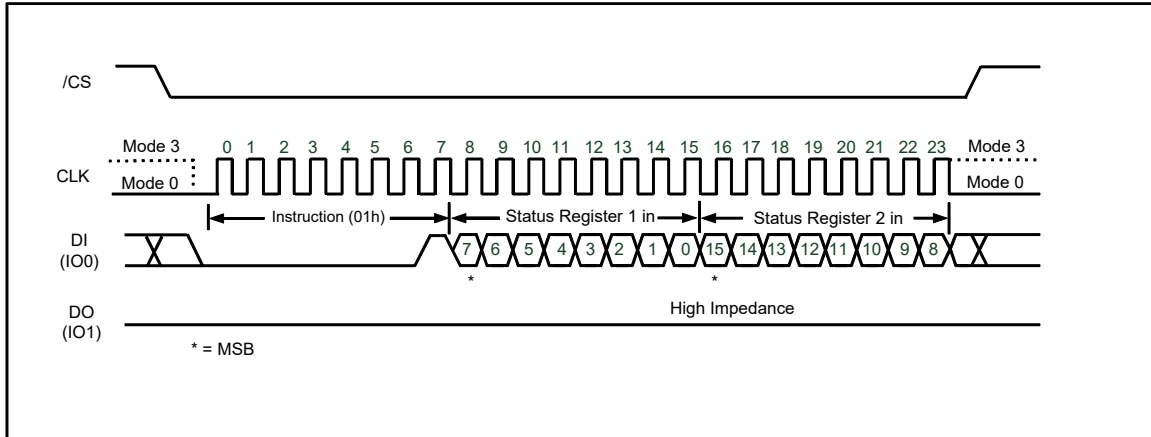 /CS
Mode 3 0 1 2 3 4 5 6 7 8 9 10 11 12 13 14 15 16 17 18 19 20 21 22 23 Mode 3
CLK
Mode 0 Mode 0
Instruction (01h) Status Register 1 in Status Register 2 in
DI
(IO0)
7 6 5 4 3 2 1 0 15 14 13 12 11 10 9 8
* *
High Impedance
DO
(IO1)
* = MSB